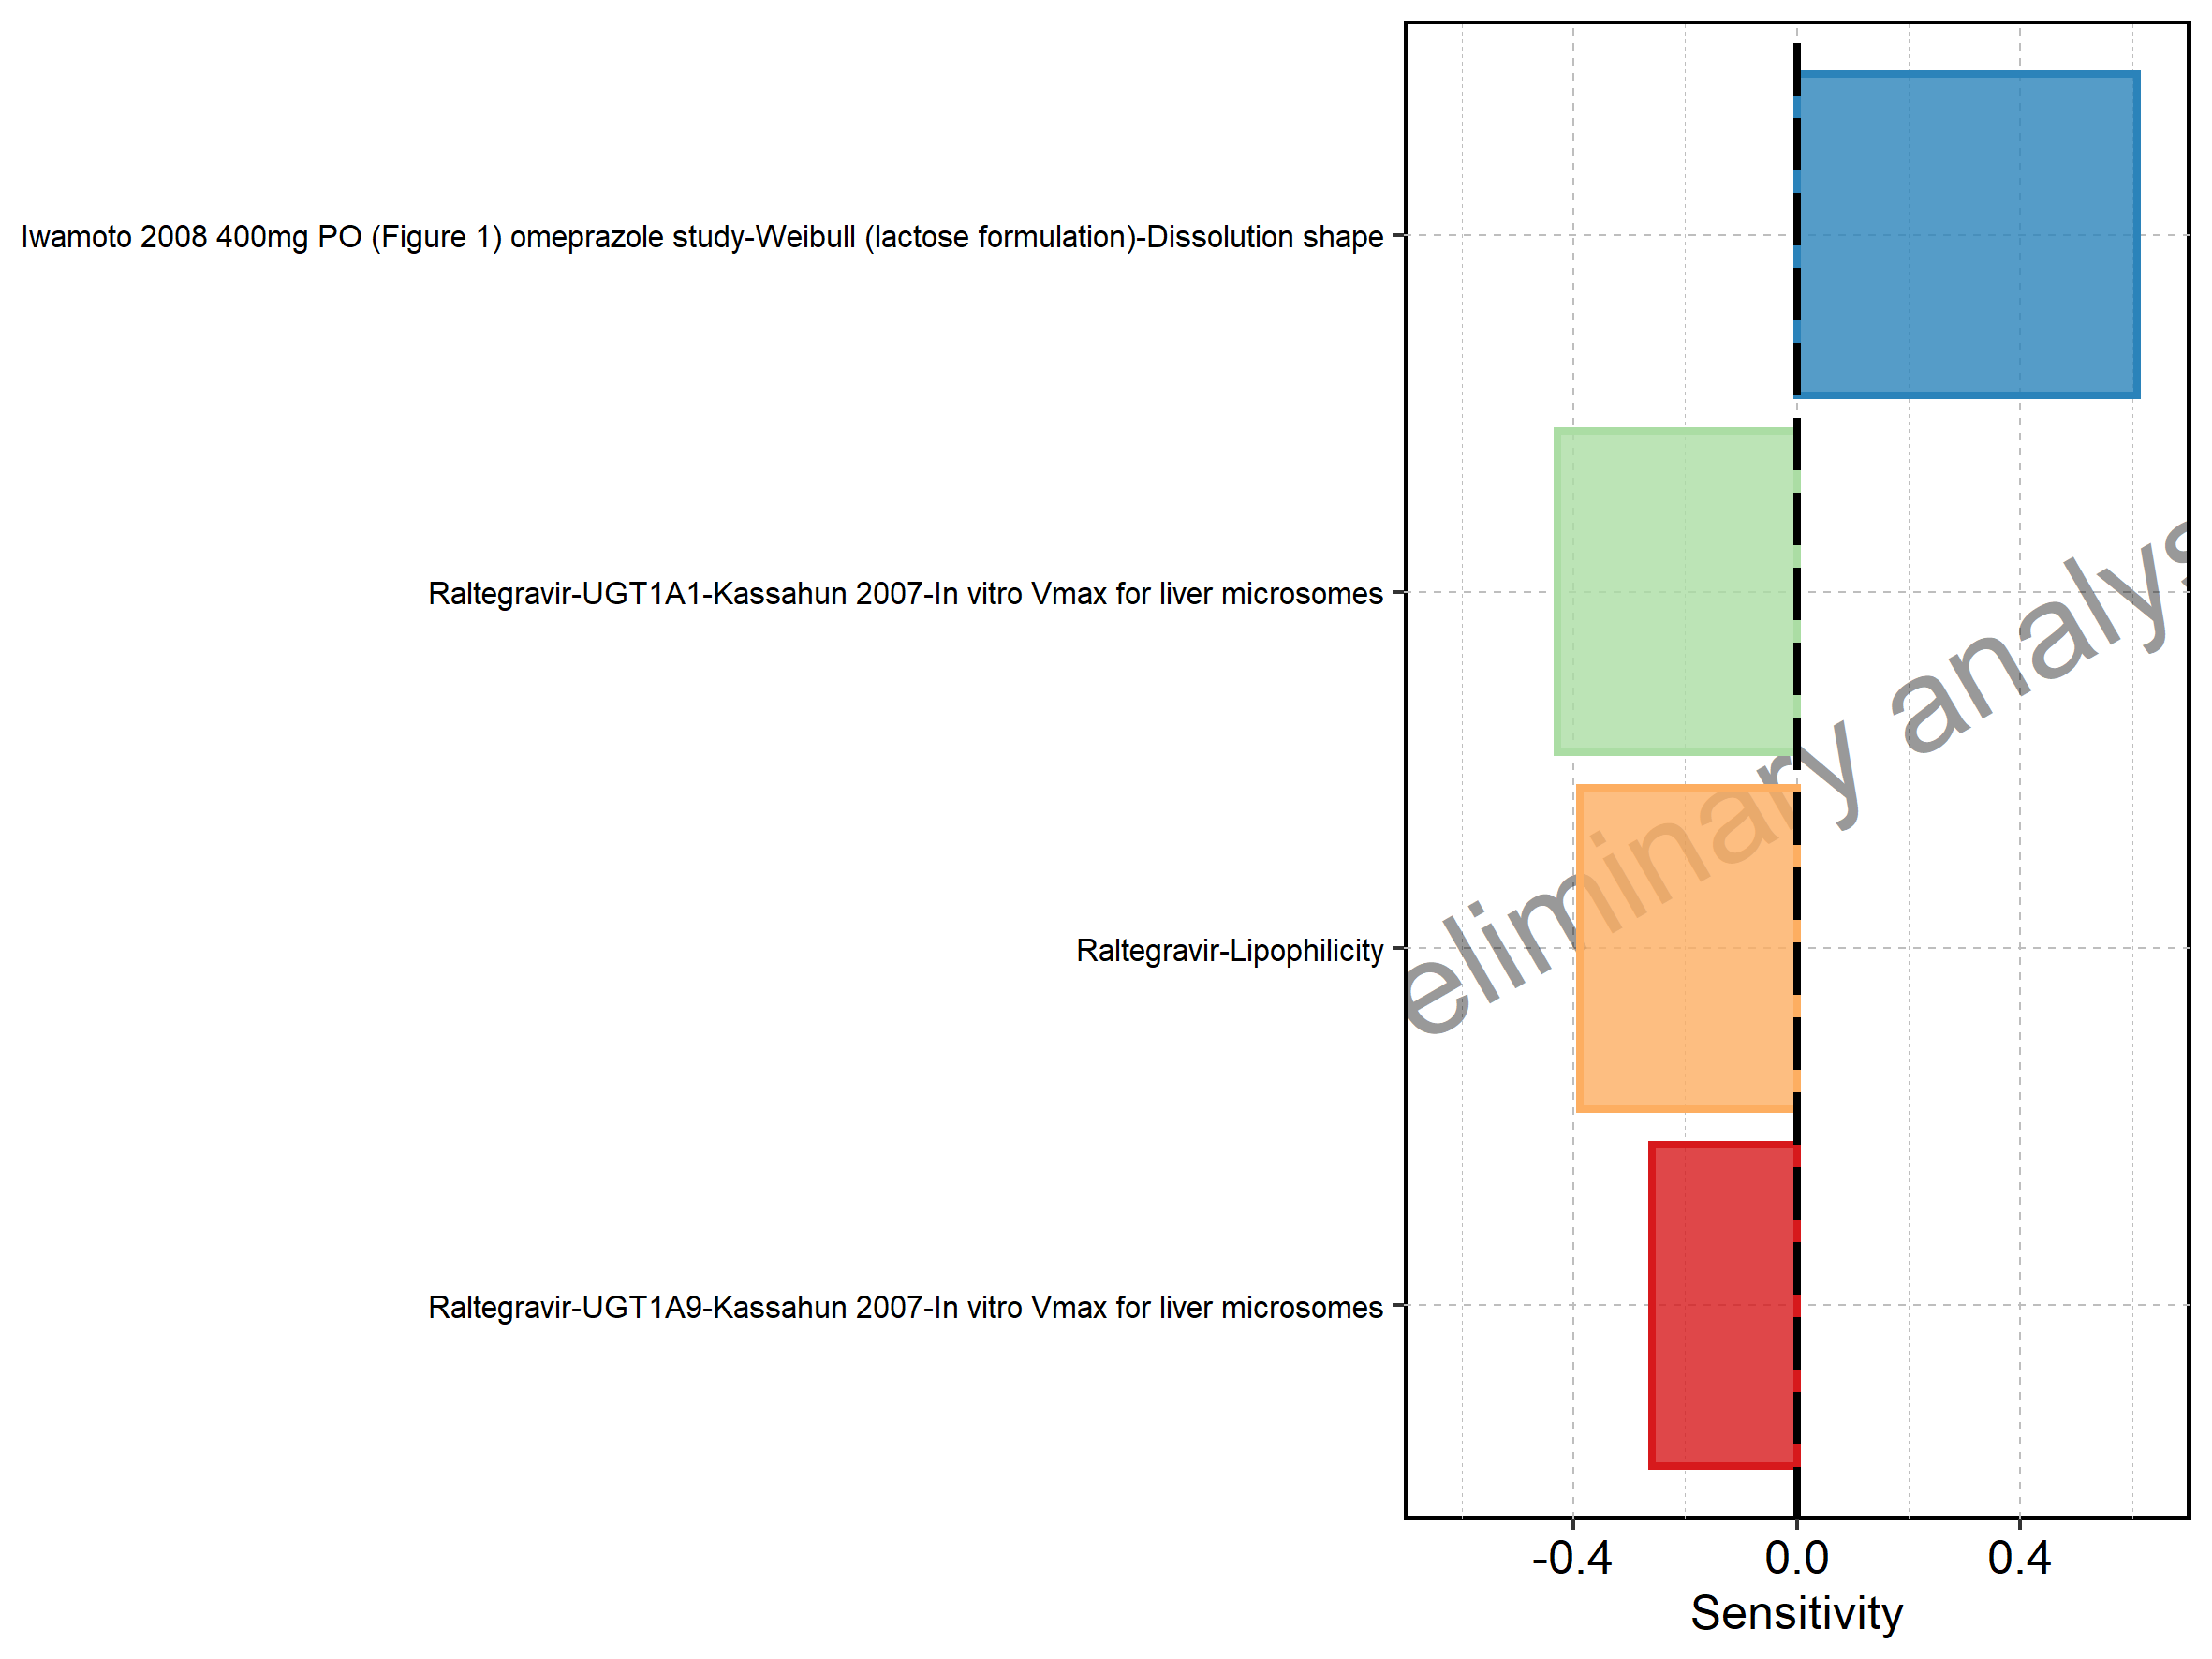 Iwamoto 2008 400mg PO (Figure 1) omeprazole study-Weibull (lactose formulation)-Dissolution shape
Raltegravir-UGT1A1-Kassahun 2007-In vitro Vmax for liver microsomes
Raltegravir-Lipophilicity
Raltegravir-UGT1A9-Kassahun 2007-In vitro Vmax for liver microsomes
eliminary analys
-0.4 0.0 0.4
Sensitivity